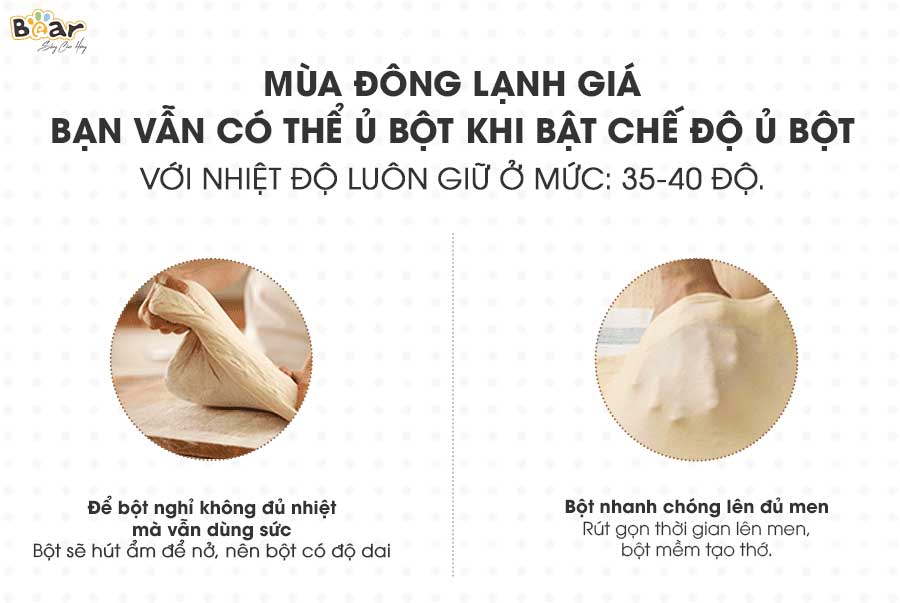 Bear
Sống Cảm Hứng
MÙA ĐÔNG LẠNH GIÁ
BẠN VẪN CÓ THỂ Ủ BỘT KHI BẬT CHẾ ĐỘ Ủ BỘT
VỚI NHIỆT ĐỘ LUÔN GIỮ Ở MỨC: 35-40 ĐỘ.
Để bột nghỉ không đủ nhiệt
mà vẫn dùng sức
Bột sẽ hút ẩm để nở, nên bột có độ dai
Bột nhanh chóng lên đủ men
Rút gọn thời gian lên men,
bột mềm tạo thớ.